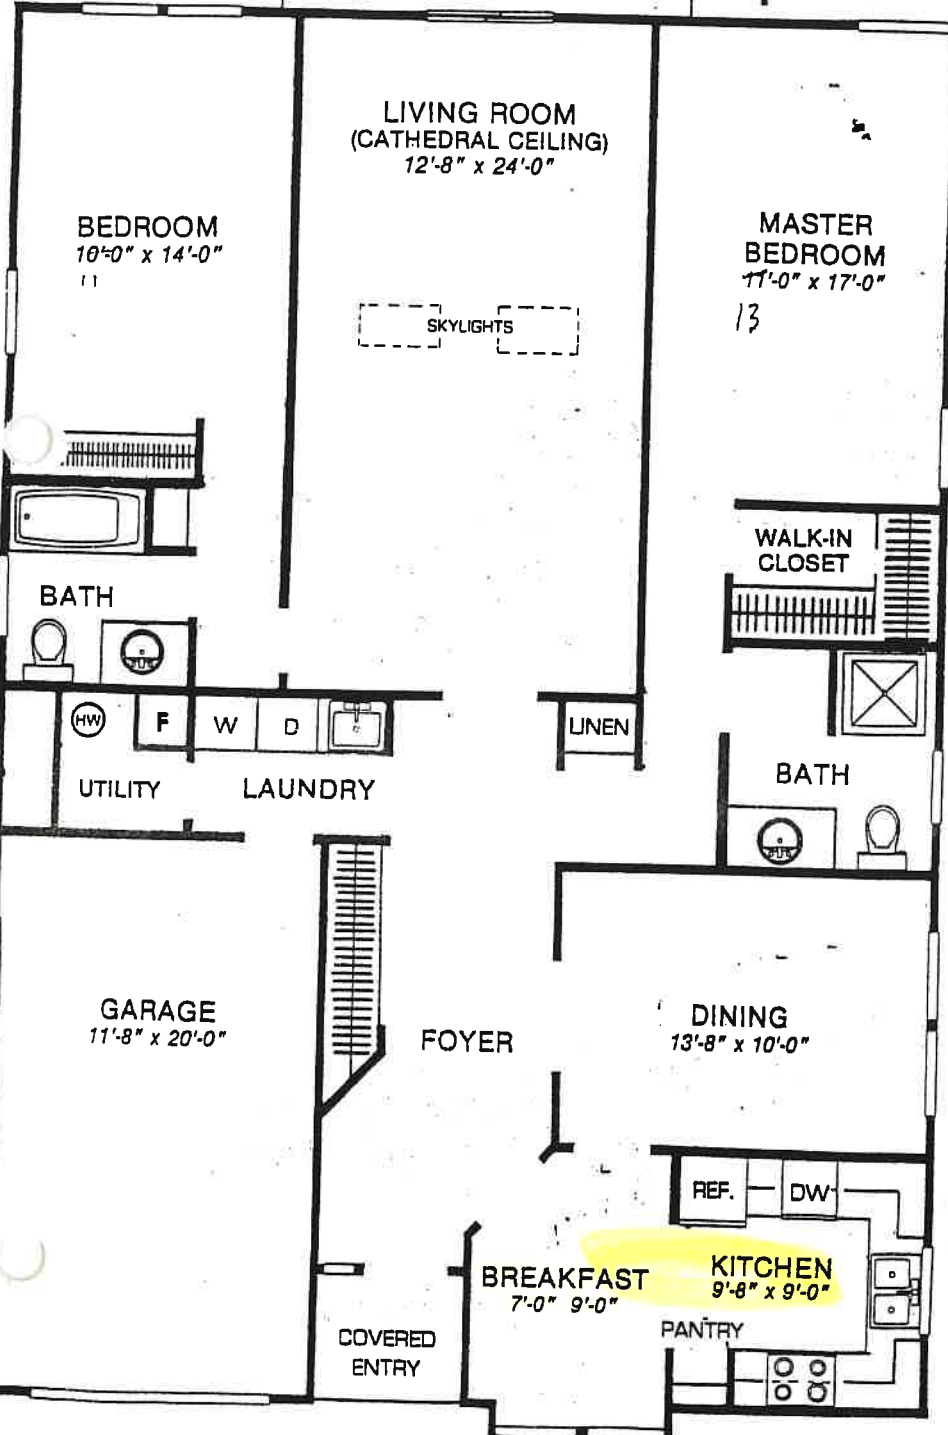 LIVING ROOM
(CATHEDRAL CEILING)
12'-8" x 24'-0"
BEDROOM
10'-0" x 14'-0"
11
MASTER
BEDROOM
11'-0" x 17'-0"
13
SKYLIGHTS
WALK-IN
CLOSET
BATH
HW
F
W
D
LINEN
UTILITY
LAUNDRY
BATH
GARAGE
11'-8" x 20'-0"
FOYER
DINING
13'-8" x 10'-0"
REF.
DW
BREAKFAST
7'-0" 9'-0"
KITCHEN
9'-8" x 9'-0"
PANTRY
COVERED
ENTRY